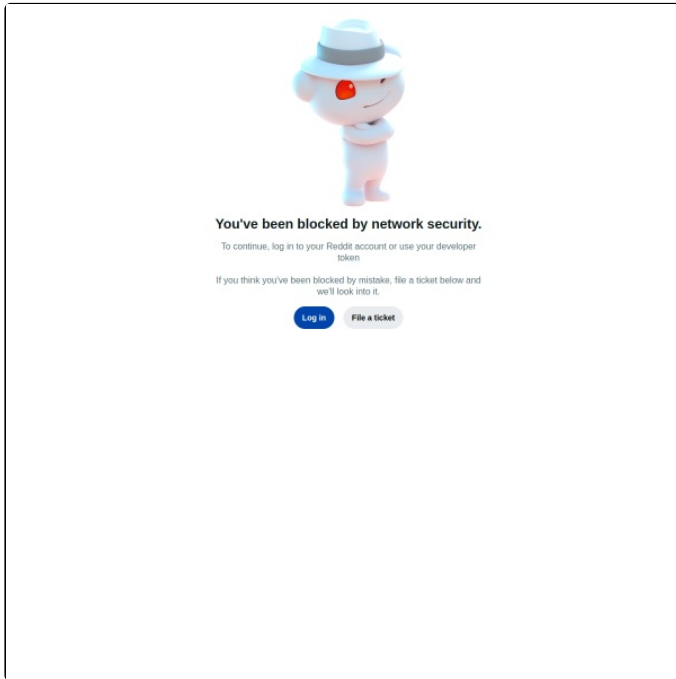 You've been blocked by network security.
To continue, log in to your Reddit account or use your developer
token
If you think you've been blocked by mistake, file a ticket below and
we'll look into it.
Log in
File a ticket